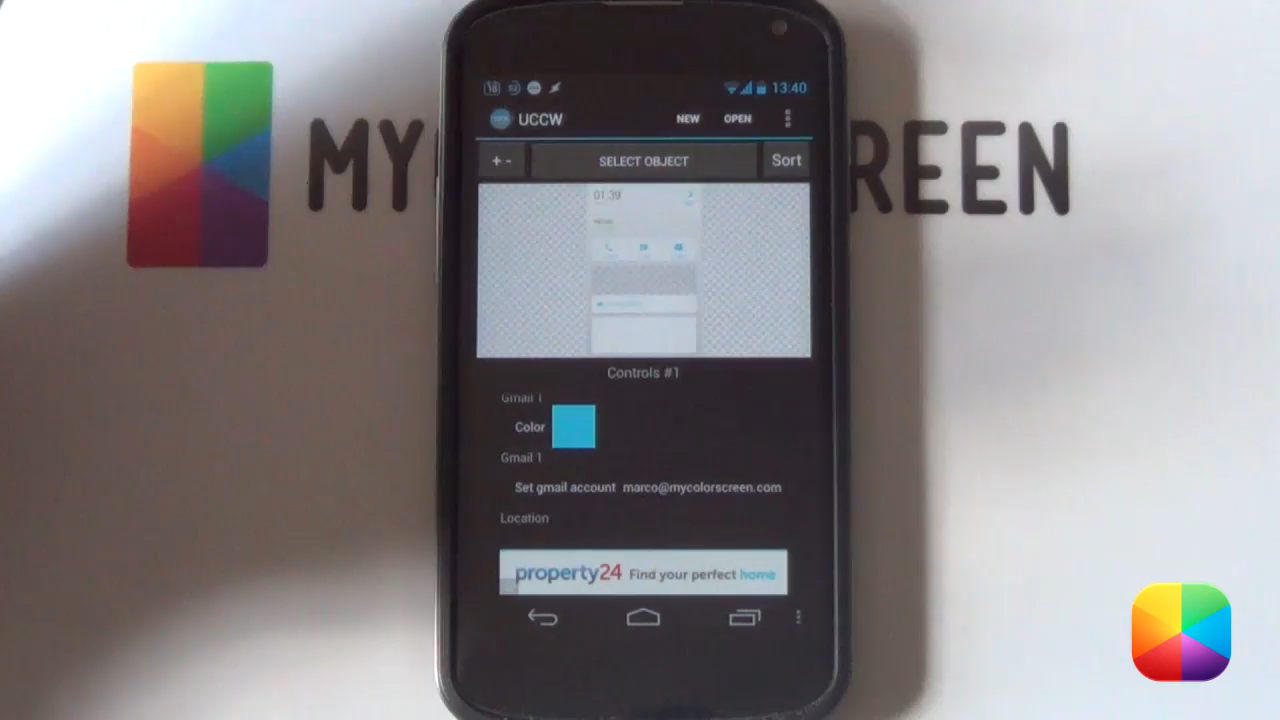 13:40
UCCW NEW OPEN
MY REEN
+ - SELECT OBJECT Sort
01:39
Controls #1
Gmail 1
Color
Gmail 1
Set gmail account marco@mycolorscreen.com
Location
property24 Find your perfect home